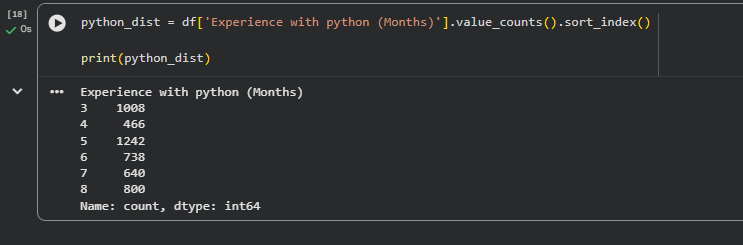 [18]
0s
python_dist = df['Experience with python (Months)'].value_counts().sort_index()
print(python_dist)
Experience with python (Months)
3    1008
4     466
5    1242
6     738
7     640
8     800
Name: count, dtype: int64